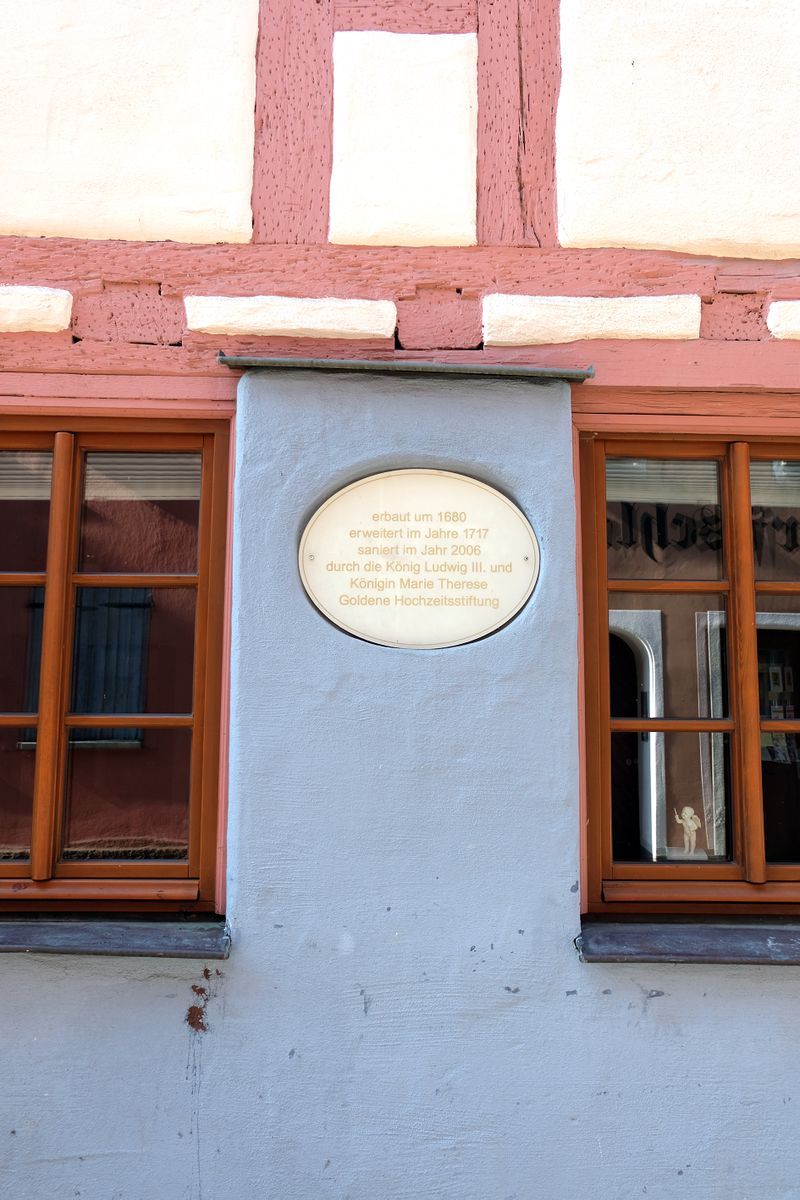 erbaut um 1680
erweitert im Jahre 1717
saniert im Jahr 2006
durch die König Ludwig III. und
Königin Marie Therese
Goldene Hochzeitsstiftung